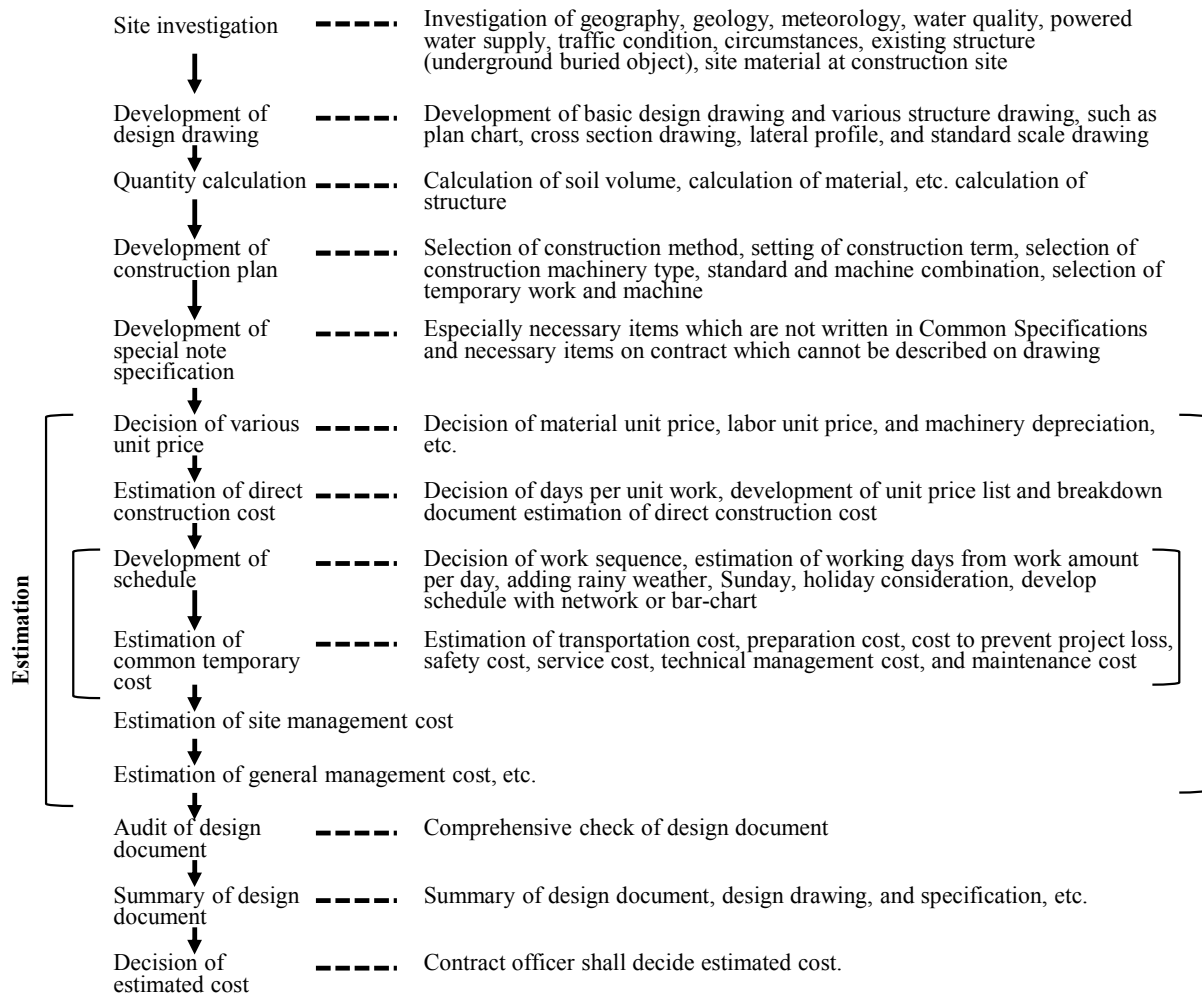 Site investigation
Investigation of geography, geology, meteorology, water quality, powered
water supply, traffic condition, circumstances, existing structure
(underground buried object), site material at construction site
Development of
design drawing
Development of basic design drawing and various structure drawing, such as
plan chart, cross section drawing, lateral profile, and standard scale drawing
Quantity calculation
Calculation of soil volume, calculation of material, etc. calculation of
structure
Development of
construction plan
Selection of construction method, setting of construction term, selection of
construction machinery type, standard and machine combination, selection of
temporary work and machine
Development of
special note
specification
Especially necessary items which are not written in Common Specifications
and necessary items on contract which cannot be described on drawing
Estimation
Decision of various
unit price
Decision of material unit price, labor unit price, and machinery depreciation,
etc.
Estimation of direct
construction cost
Decision of days per unit work, development of unit price list and breakdown
document estimation of direct construction cost
Development of
schedule
Decision of work sequence, estimation of working days from work amount
per day, adding rainy weather, Sunday, holiday consideration, develop
schedule with network or bar-chart
Estimation of
common temporary
cost
Estimation of transportation cost, preparation cost, cost to prevent project loss,
safety cost, service cost, technical management cost, and maintenance cost
Estimation of site management cost
Estimation of general management cost, etc.
Audit of design
document
Comprehensive check of design document
Summary of design
document
Summary of design document, design drawing, and specification, etc.
Decision of
estimated cost
Contract officer shall decide estimated cost.